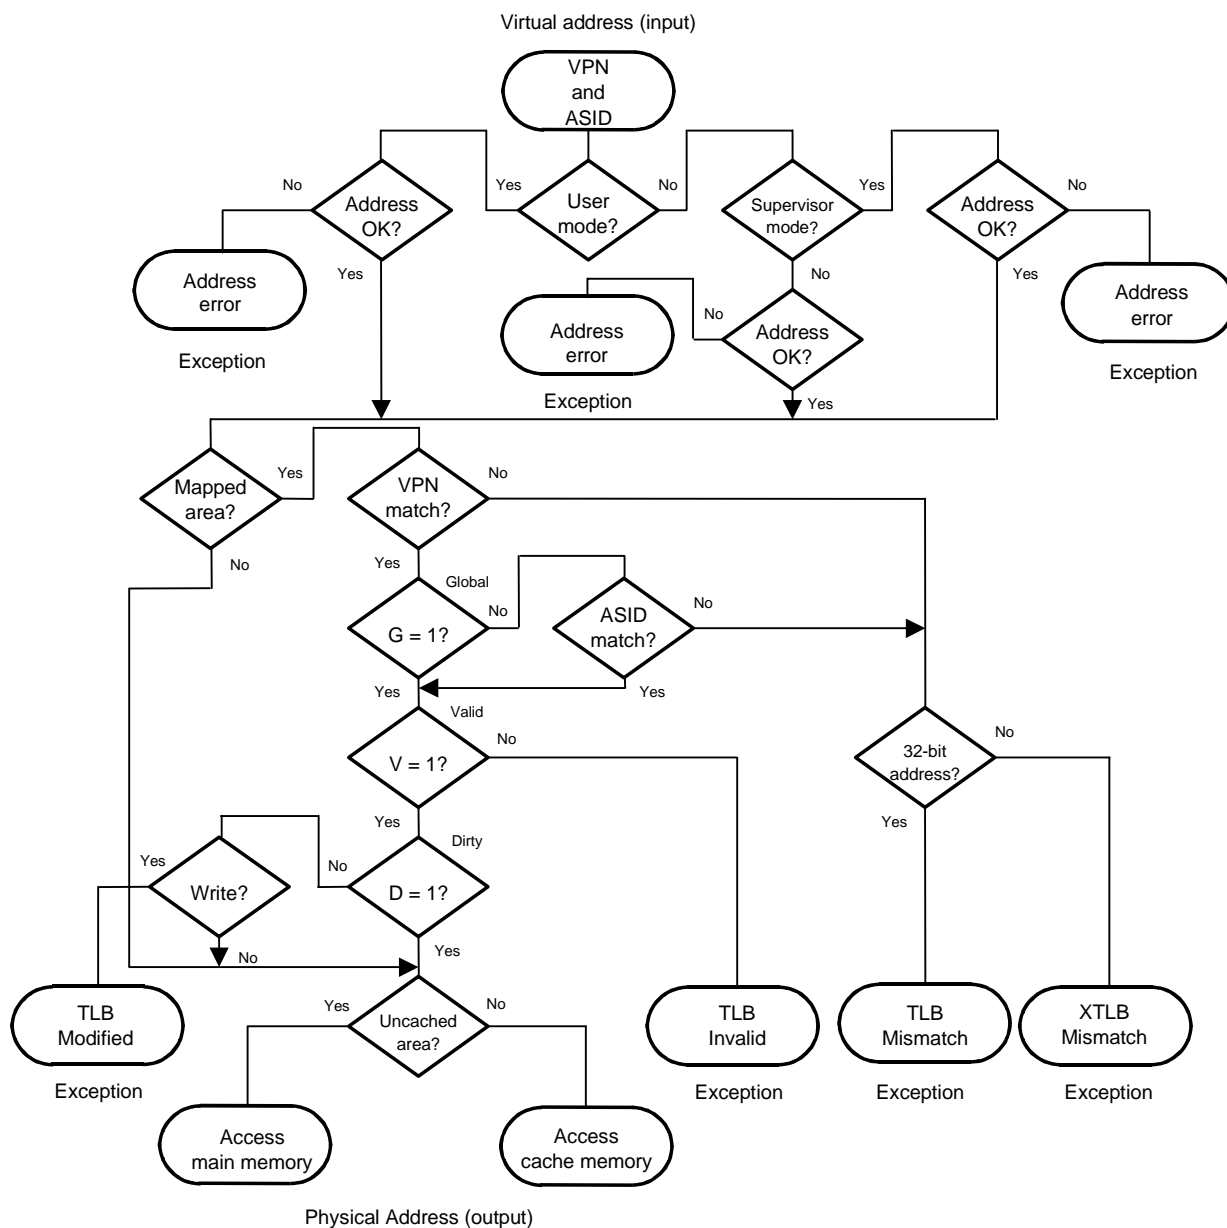 Virtual address (input)
VPN
and
ASID
No
Address
OK?
Yes
User
mode?
No
Supervisor
mode?
Yes
Address
OK?
No
Address
error
Yes
No
Yes
Address
error
Exception
Address
error
No
Address
OK?
Exception
Yes
Exception
Mapped
area?
Yes
VPN
match?
No
No
Yes
Global
G = 1?
No
ASID
match?
No
Yes
Yes
Valid
V = 1?
No
32-bit
address?
No
Yes
Yes
Dirty
Yes
Write?
No
D = 1?
No
Yes
TLB
Modified
Yes
Uncached
area?
No
TLB
Invalid
TLB
Mismatch
XTLB
Mismatch
Exception
Exception
Exception
Exception
Access
main memory
Access
cache memory
Physical Address (output)